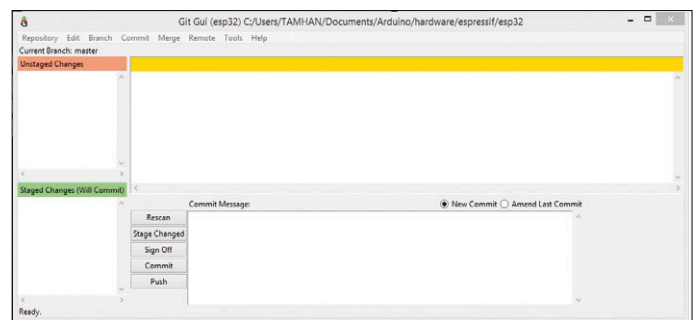 Git Gui (esp32) C:/Users/TAMHAN/Documents/Arduino/hardware/espressif/esp32
Repository Edit Branch Commit Merge Remote Tools Help
Current Branch: master
Unstaged Changes
Staged Changes (Will Commit)
Commit Message:
New Commit
Amend Last Commit
Rescan
Stage Changed
Sign Off
Commit
Push
Ready.